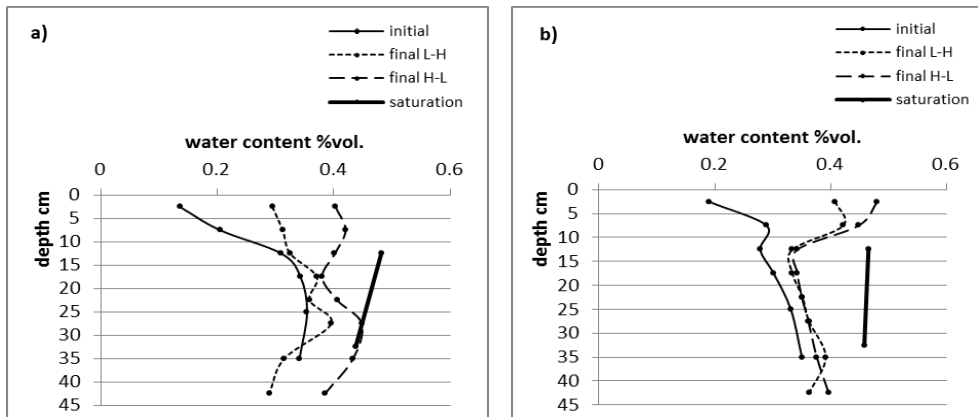 a)
initial
final L-H
final H-L
saturation
water content %vol.
0 0.2 0.4 0.6
depth cm
0
5
10
15
20
25
30
35
40
45
b)
initial
final L-H
final H-L
saturation
water content %vol.
0 0.2 0.4 0.6
depth cm
0
5
10
15
20
25
30
35
40
45